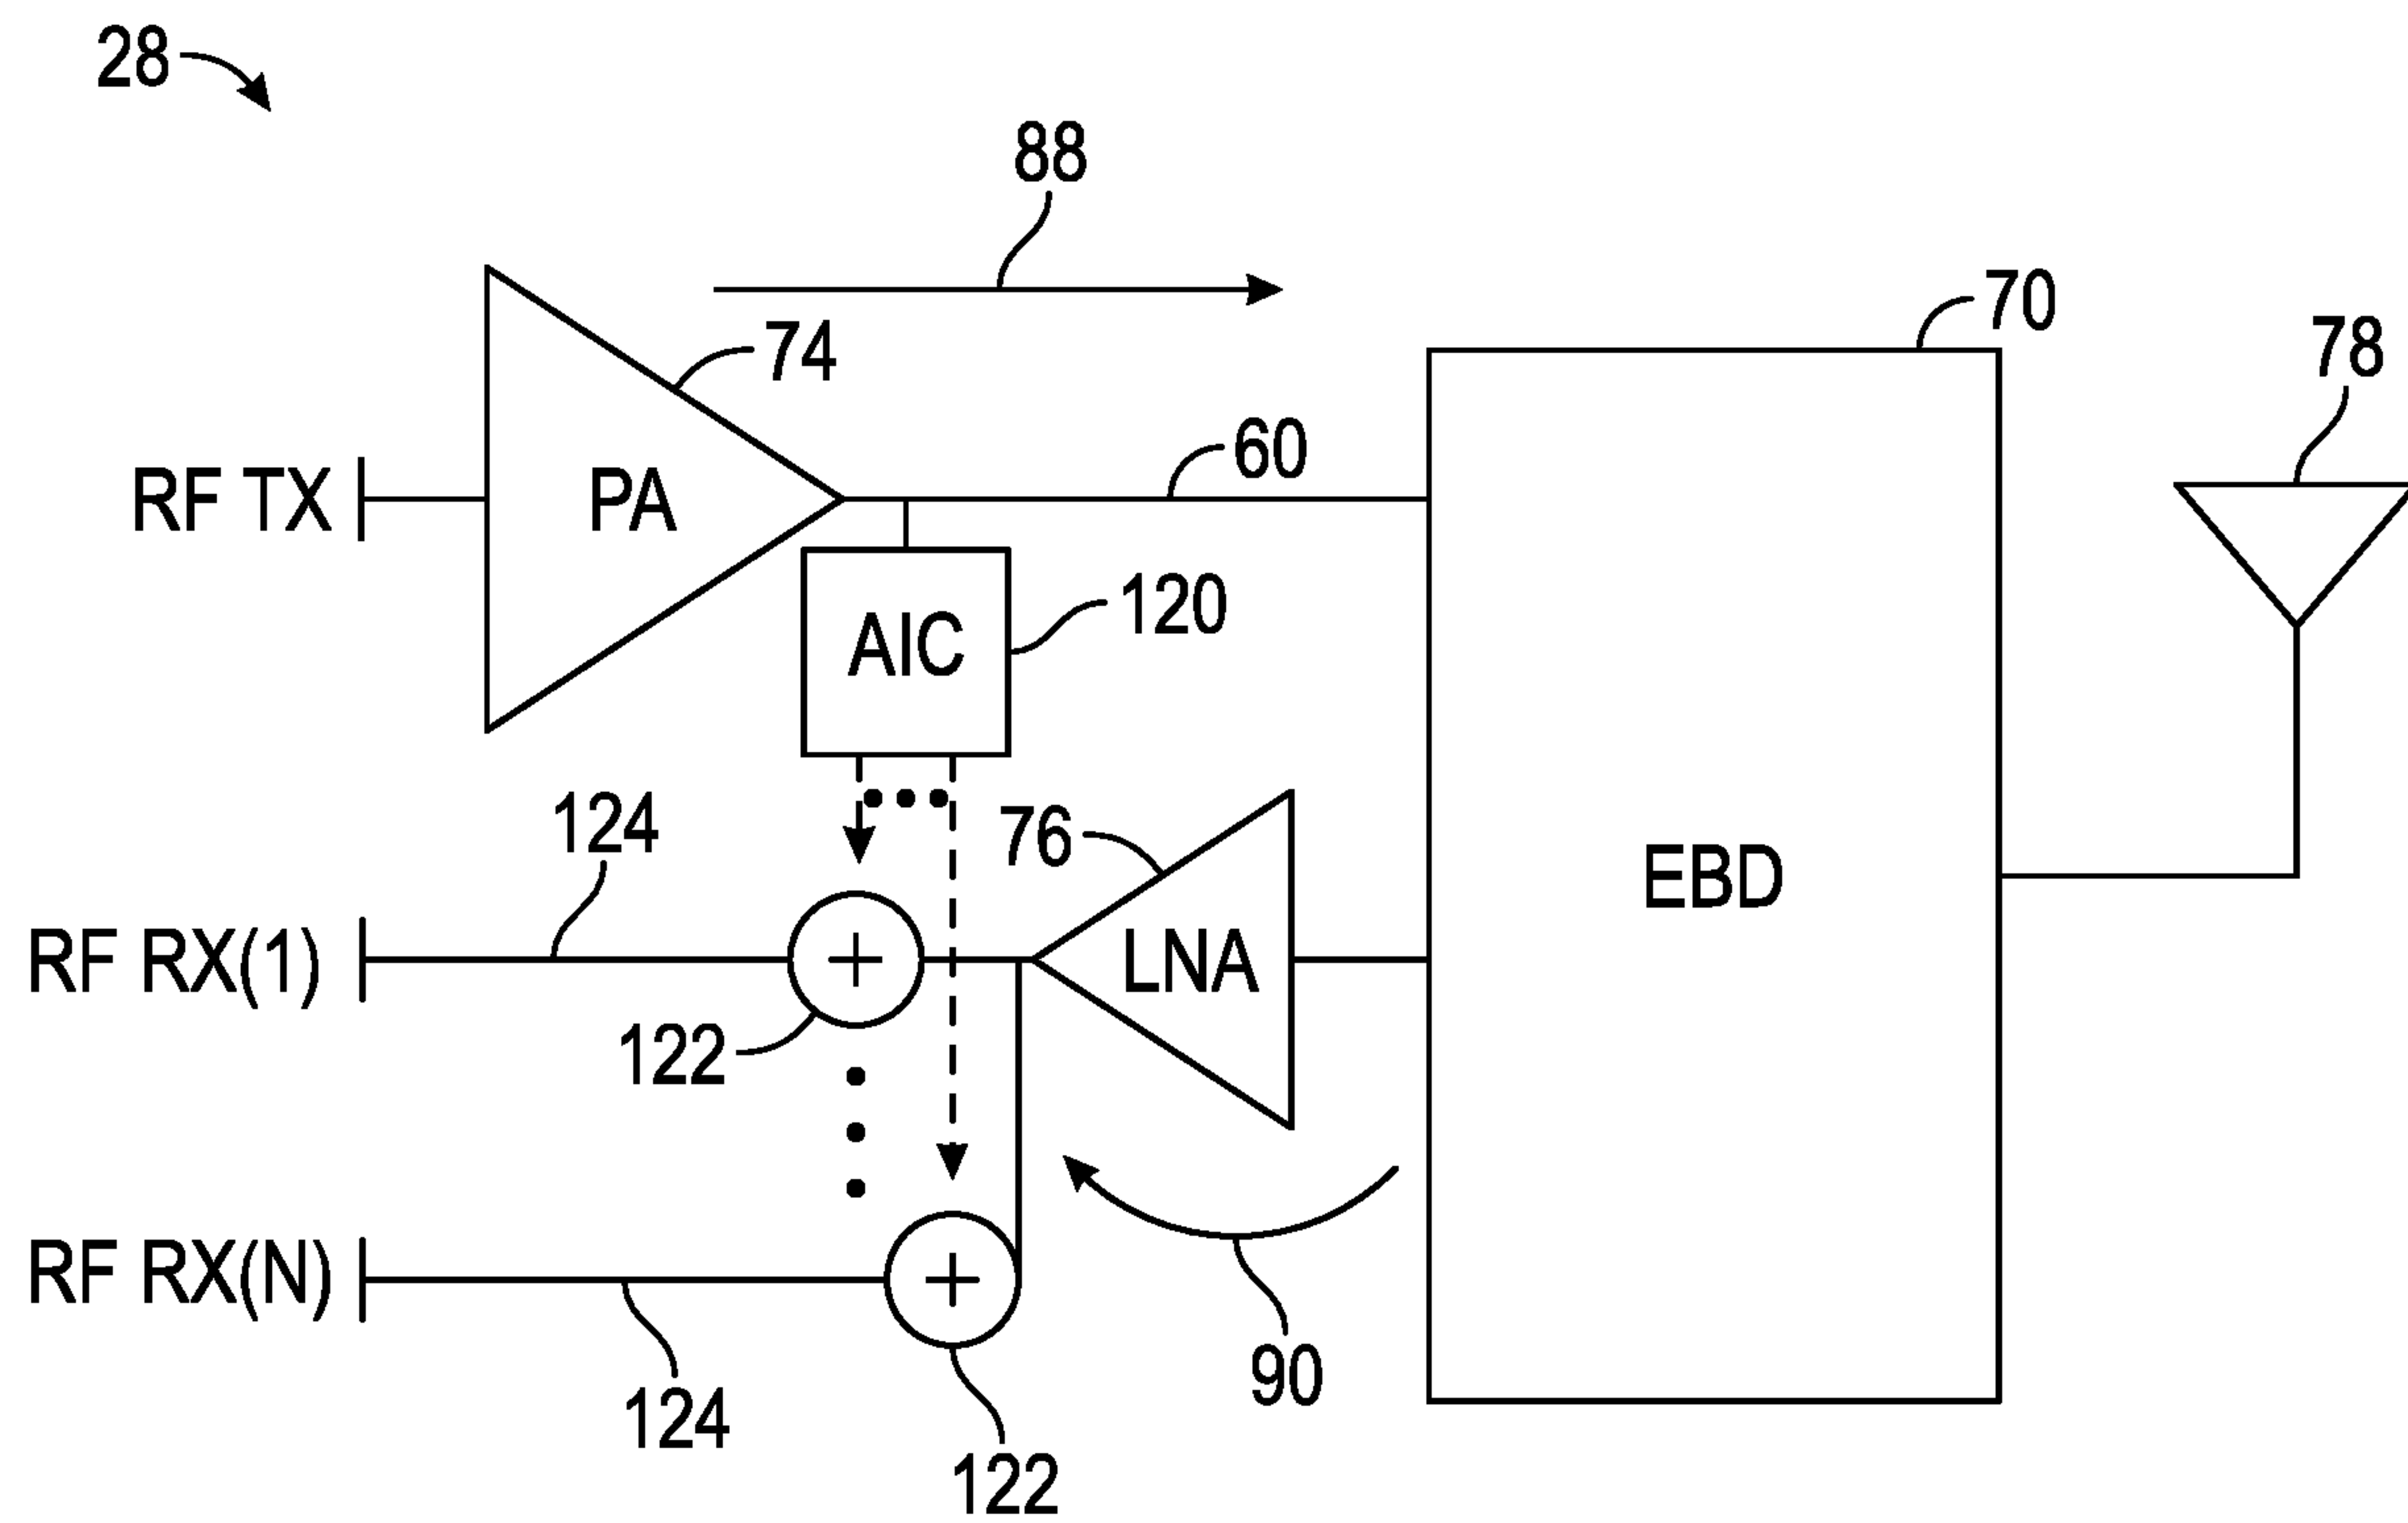 28
88
70
78
74
60
RF TX
PA
120
AIC
124
76
EBD
RF RX(1)
LNA
122
RF RX(N)
90
124
122